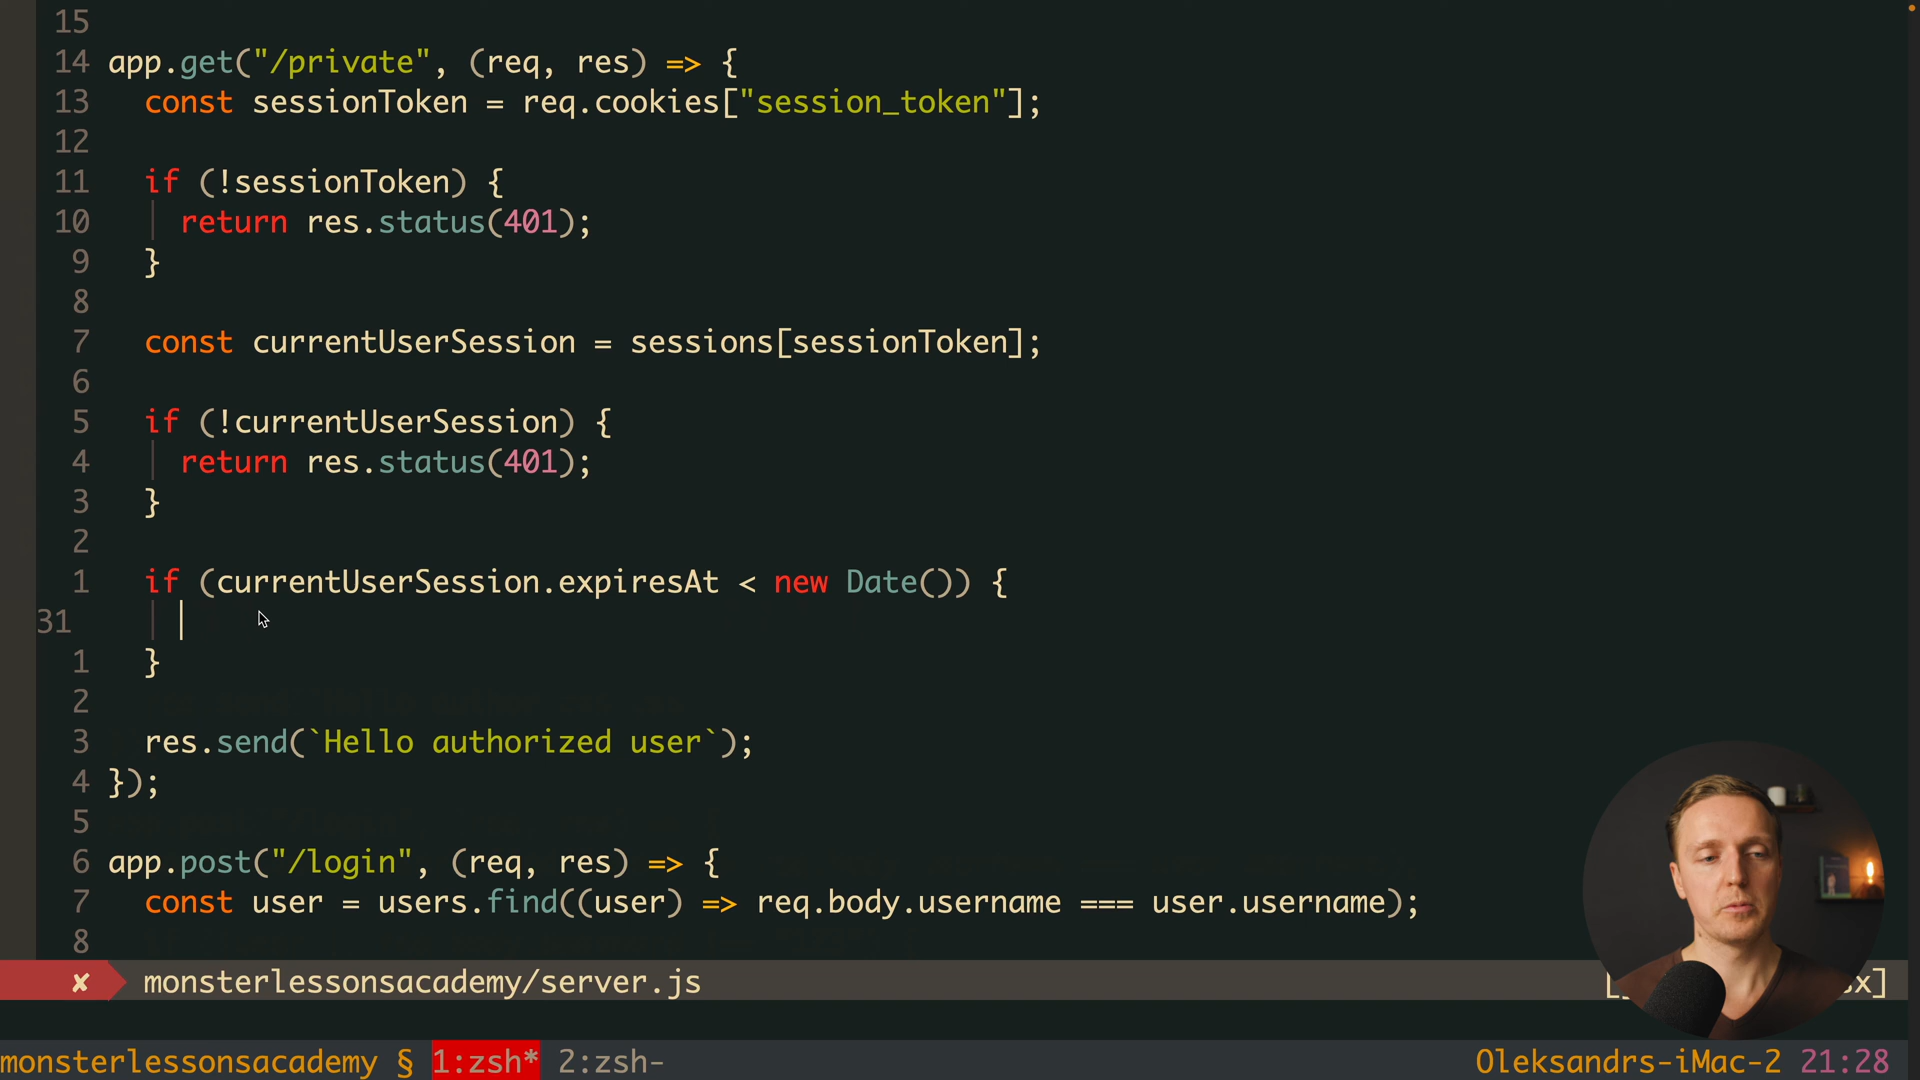 15
14 app.get("/private", (req, res) => {
13 const sessionToken = req.cookies["session_token"];
12
11 if (!sessionToken) {
10 return res.status(401);
9 }
8
7 const currentUserSession = sessions[sessionToken];
6
5 if (!currentUserSession) {
4 return res.status(401);
3 }
2
1 if (currentUserSession.expiresAt < new Date()) {
31
1 }
2
3 res.send(`Hello authorized user`);
4 });
5
6 app.post("/login", (req, res) => {
7 const user = users.find((user) => req.body.username === user.username);
8
✘ monsterlessonsacademy/server.js
monsterlessonsacademy § 1:zsh* 2:zsh- Oleksandrs-iMac-2 21:28